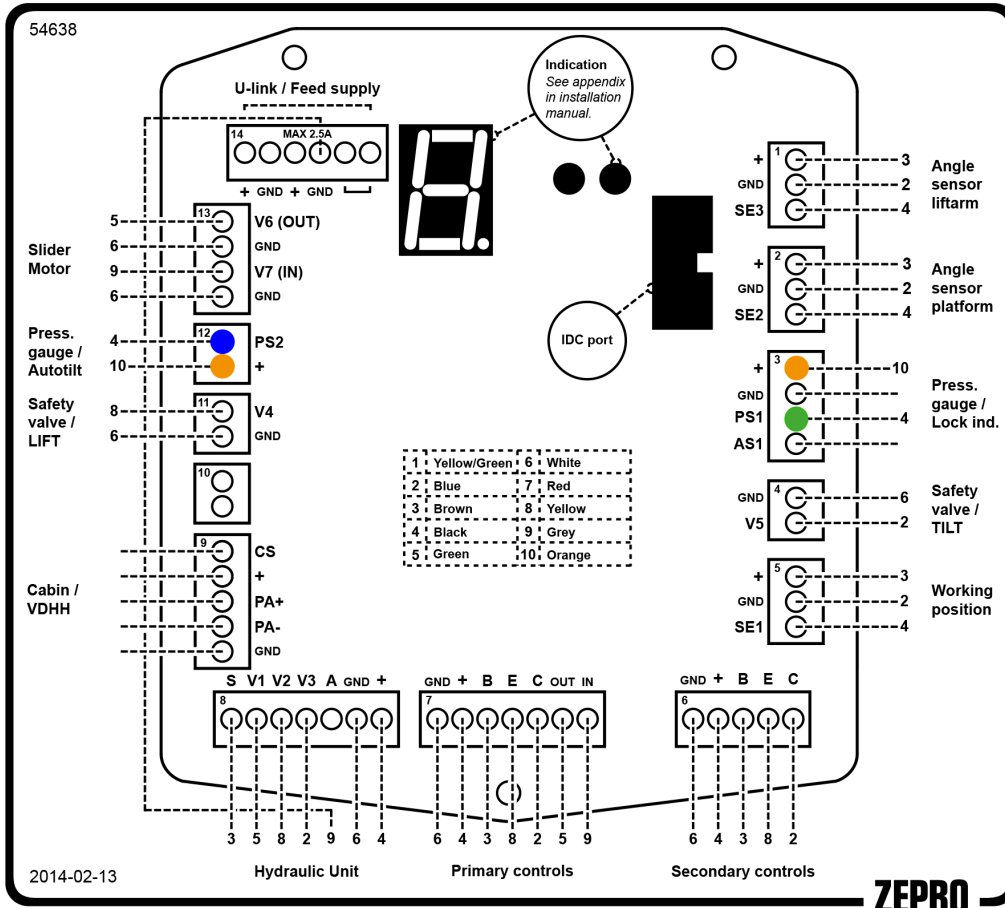 54638
Indication
See appendix
in installation
manual.
U-link / Feed supply
14 MAX 2.5A
+ GND + GND
Slider
Motor
13
5 V6 (OUT)
6 GND
9 V7 (IN)
6 GND
Press.
gauge /
Autotilt
12
4 PS2
10 +
Safety
valve /
LIFT
11
8 V4
6 GND
10
Cabin /
VDHH
9
CS
+
PA+
PA-
GND
IDC port
1 Yellow/Green 6 White
2 Blue 7 Red
3 Brown 8 Yellow
4 Black 9 Grey
5 Green 10 Orange
1
+ 3
GND 2
SE3 4
Angle
sensor
liftarm
2
+ 3
GND 2
SE2 4
Angle
sensor
platform
3
+ 10
GND
PS1 4
AS1
Press.
gauge /
Lock ind.
4
GND 6
V5 2
Safety
valve /
TILT
5
+ 3
GND 2
SE1 4
Working
position
S V1 V2 V3 A GND +
8
3 5 8 2 9 6 4
Hydraulic Unit
GND + B E C OUT IN
7
6 4 3 8 2 5 9
Primary controls
GND + B E C
6
6 4 3 8 2
Secondary controls
2014-02-13
ZEPRO